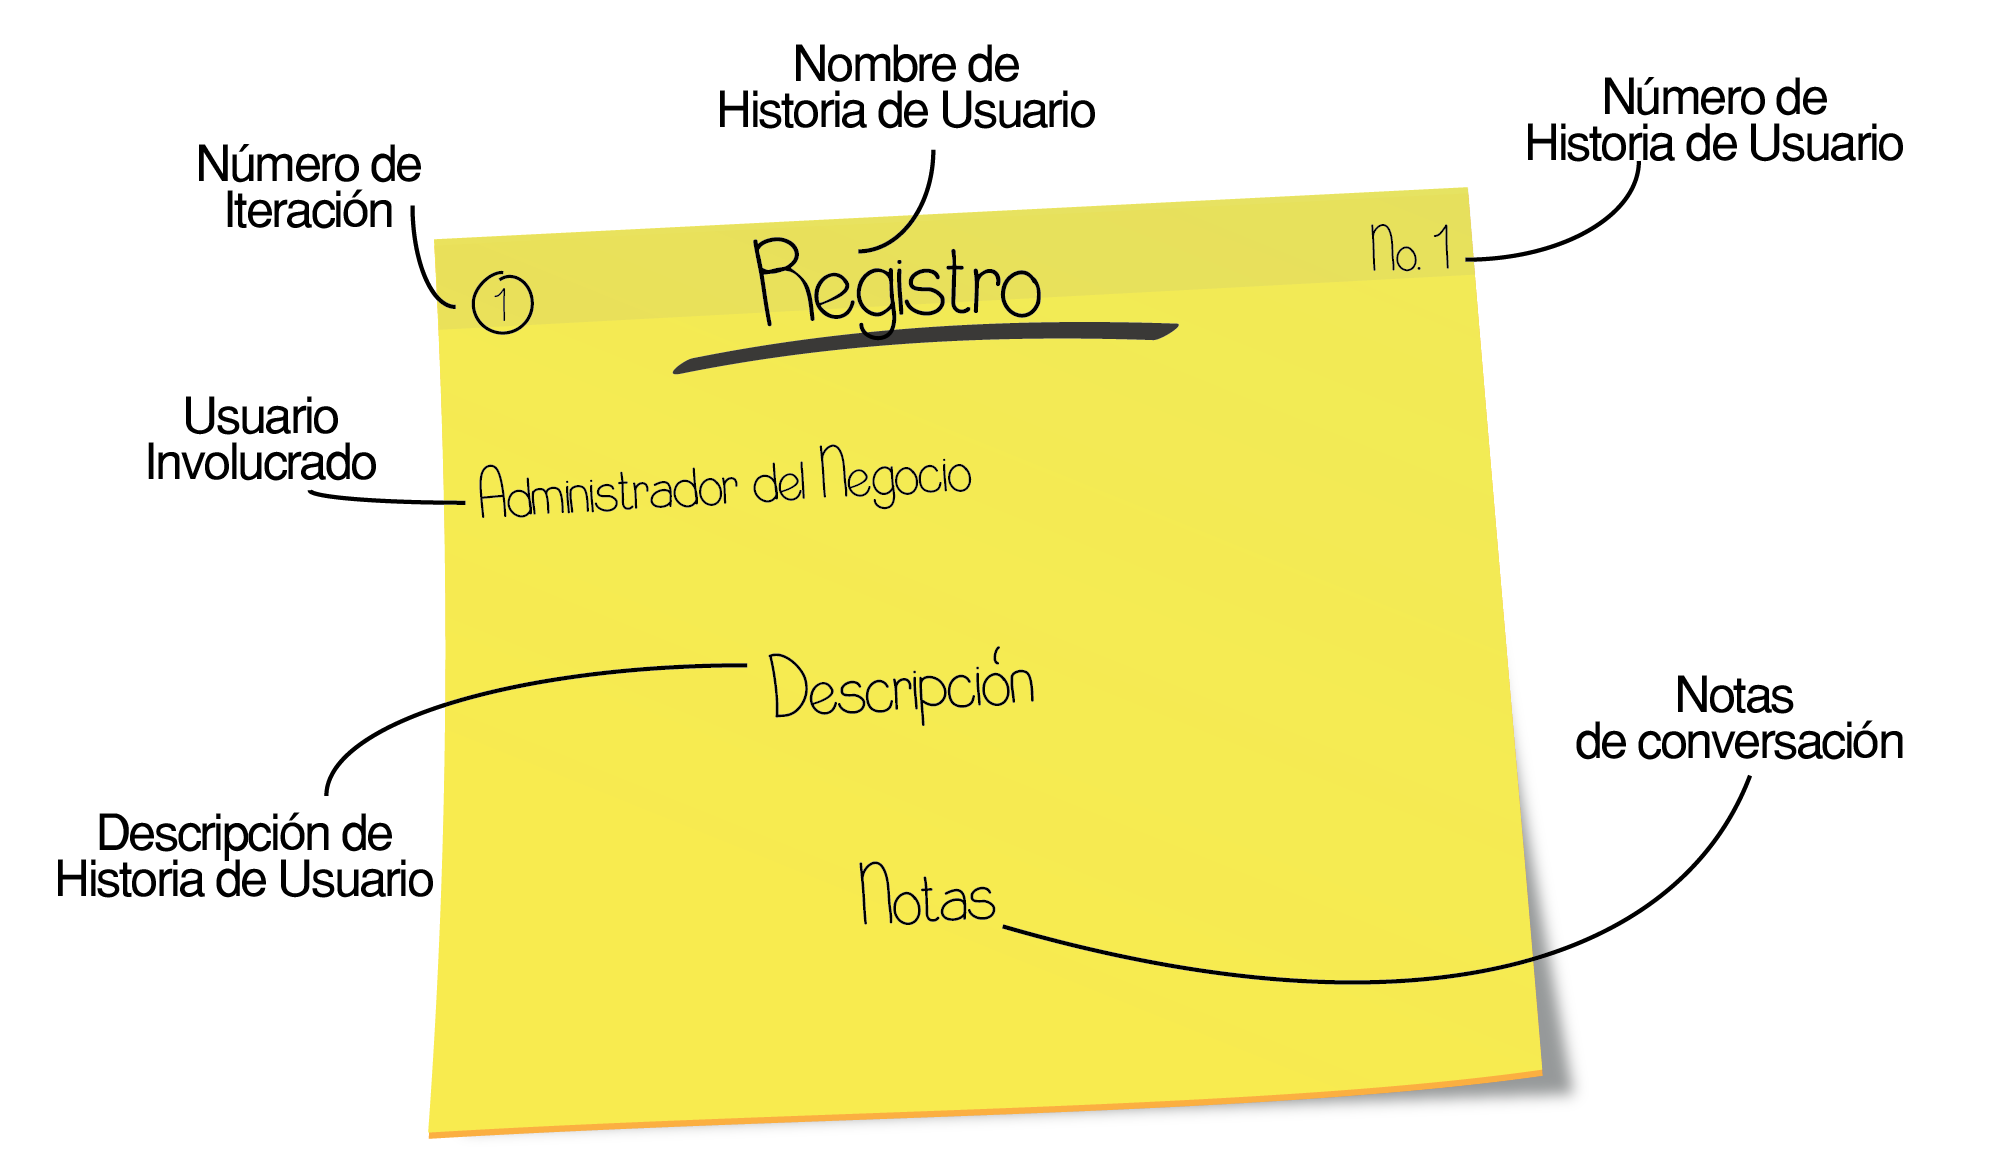 Nombre de
Historia de Usuario
Número de
Historia de Usuario
Número de
Iteración
1
Registro
No. 1
Usuario
Involucrado
Administrador del Negocio
Descripción
Notas
de conversación
Descripción de
Historia de Usuario
Notas